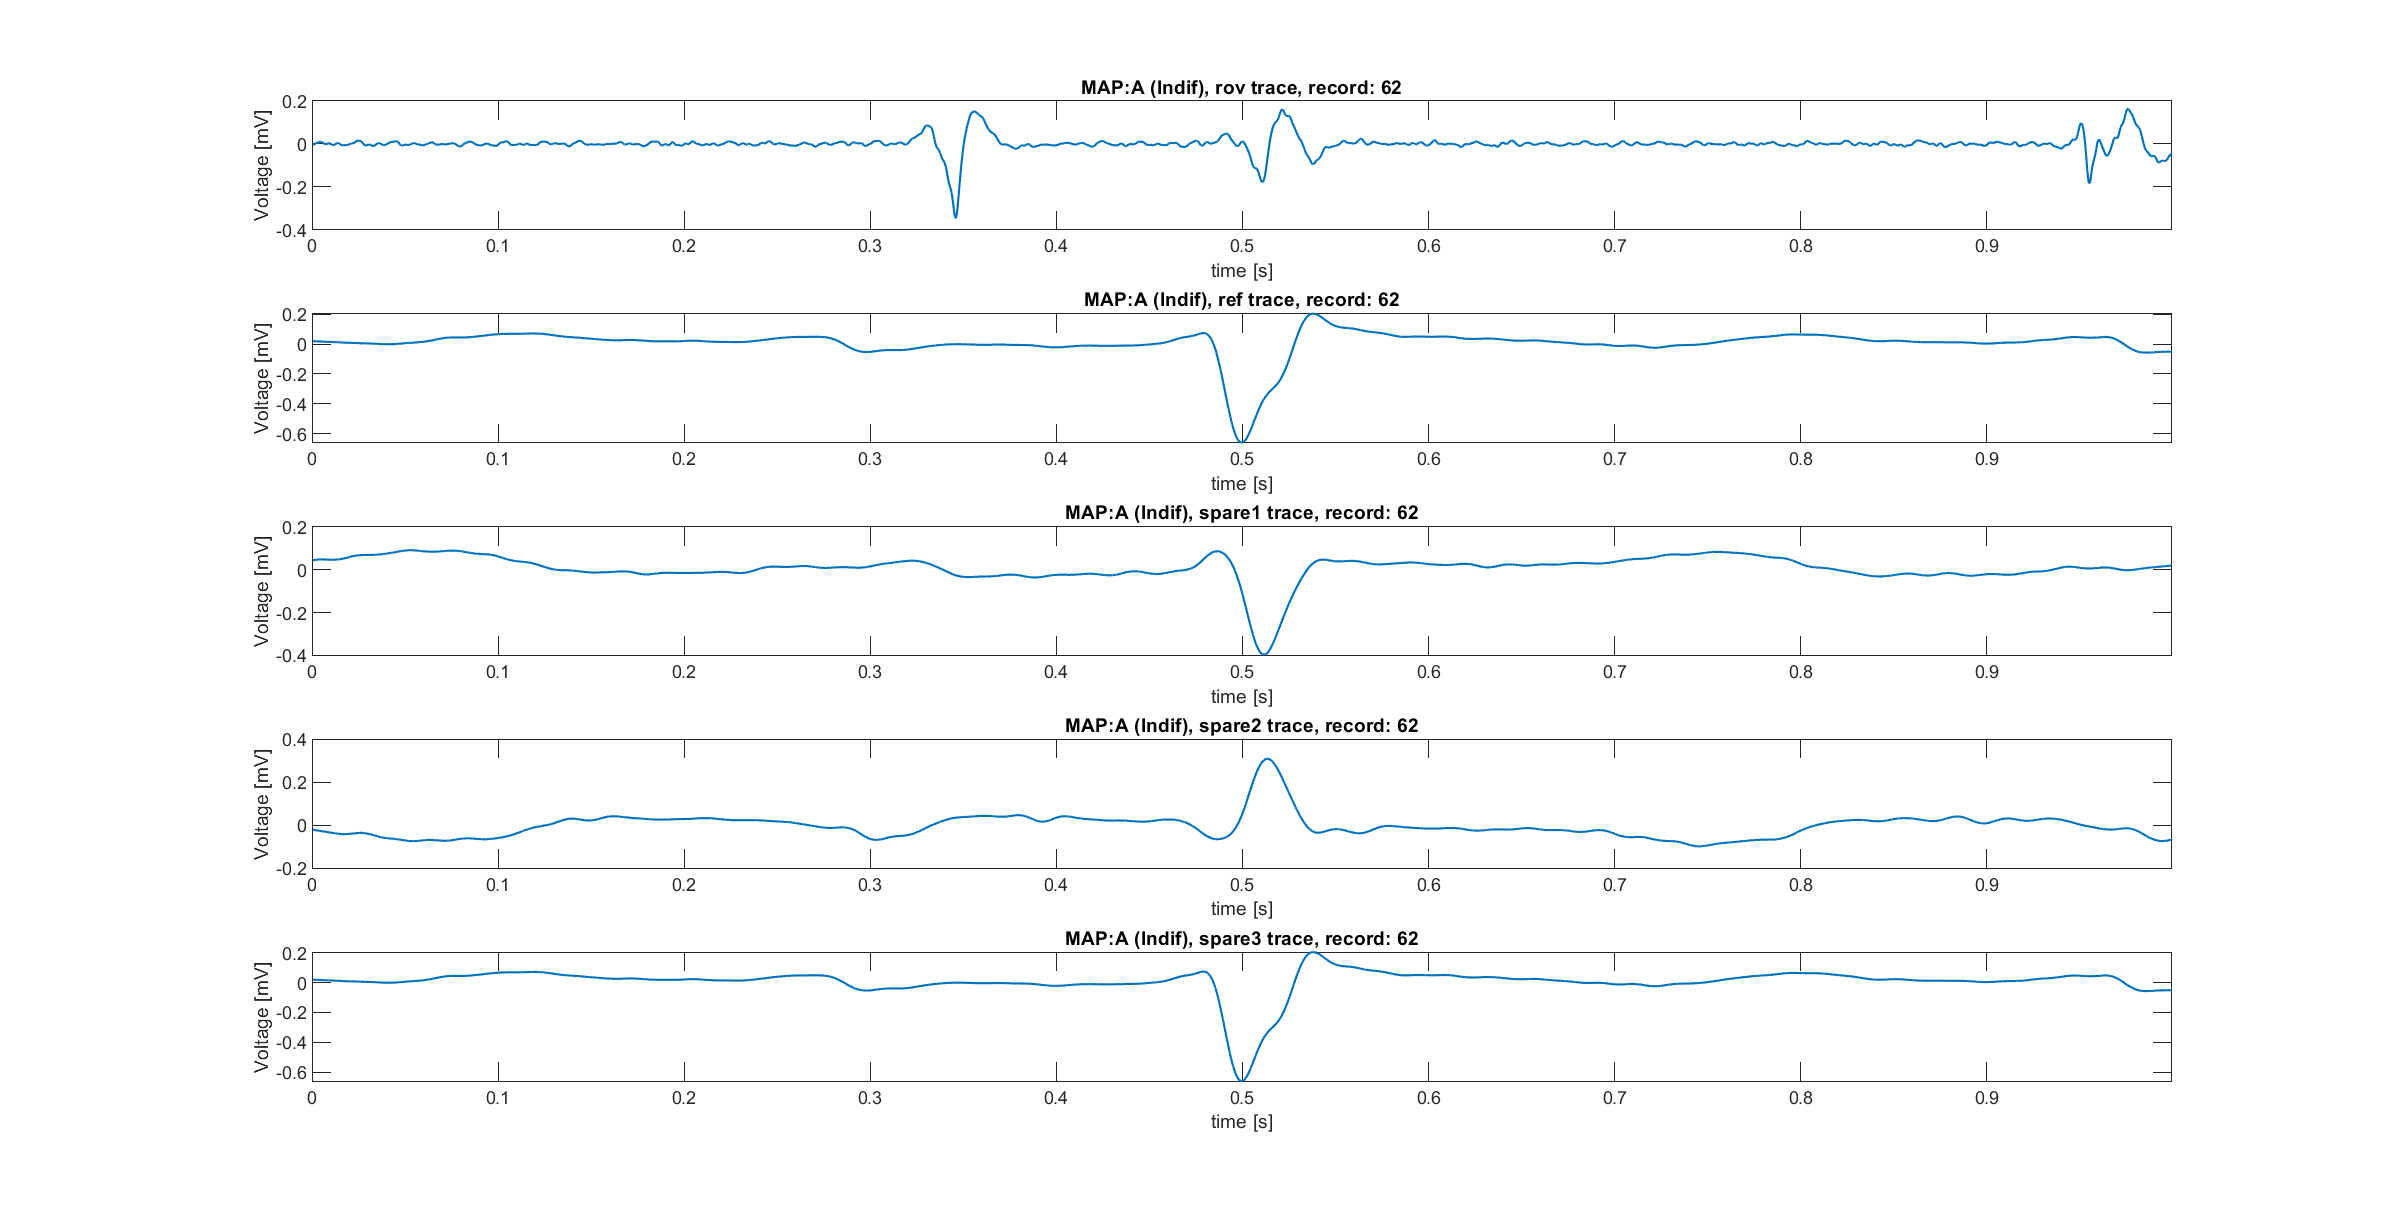 MAP:A (Indif), rov trace, record: 62
Voltage [mV]
0.2
0
-0.2
-0.4
0 0.1 0.2 0.3 0.4 0.5 0.6 0.7 0.8 0.9
time [s]
MAP:A (Indif), ref trace, record: 62
Voltage [mV]
0.2
0
-0.2
-0.4
-0.6
0 0.1 0.2 0.3 0.4 0.5 0.6 0.7 0.8 0.9
time [s]
MAP:A (Indif), spare1 trace, record: 62
Voltage [mV]
0.2
0
-0.2
-0.4
0 0.1 0.2 0.3 0.4 0.5 0.6 0.7 0.8 0.9
time [s]
MAP:A (Indif), spare2 trace, record: 62
Voltage [mV]
0.4
0.2
0
-0.2
0 0.1 0.2 0.3 0.4 0.5 0.6 0.7 0.8 0.9
time [s]
MAP:A (Indif), spare3 trace, record: 62
Voltage [mV]
0.2
0
-0.2
-0.4
-0.6
0 0.1 0.2 0.3 0.4 0.5 0.6 0.7 0.8 0.9
time [s]